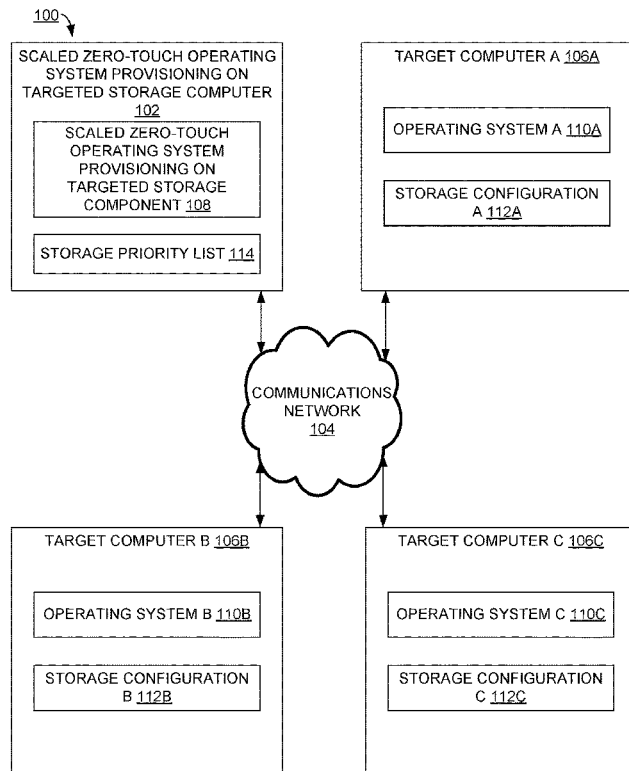 100
SCALED ZERO-TOUCH OPERATING
SYSTEM PROVISIONING ON
TARGETED STORAGE COMPUTER
102
SCALED ZERO-TOUCH
OPERATING SYSTEM
PROVISIONING ON
TARGETED STORAGE
COMPONENT 108
STORAGE PRIORITY LIST 114
TARGET COMPUTER A 106A
OPERATING SYSTEM A 110A
STORAGE CONFIGURATION
A 112A
COMMUNICATIONS
NETWORK
104
TARGET COMPUTER B 106B
OPERATING SYSTEM B 110B
STORAGE CONFIGURATION
B 112B
TARGET COMPUTER C 106C
OPERATING SYSTEM C 110C
STORAGE CONFIGURATION
C 112C